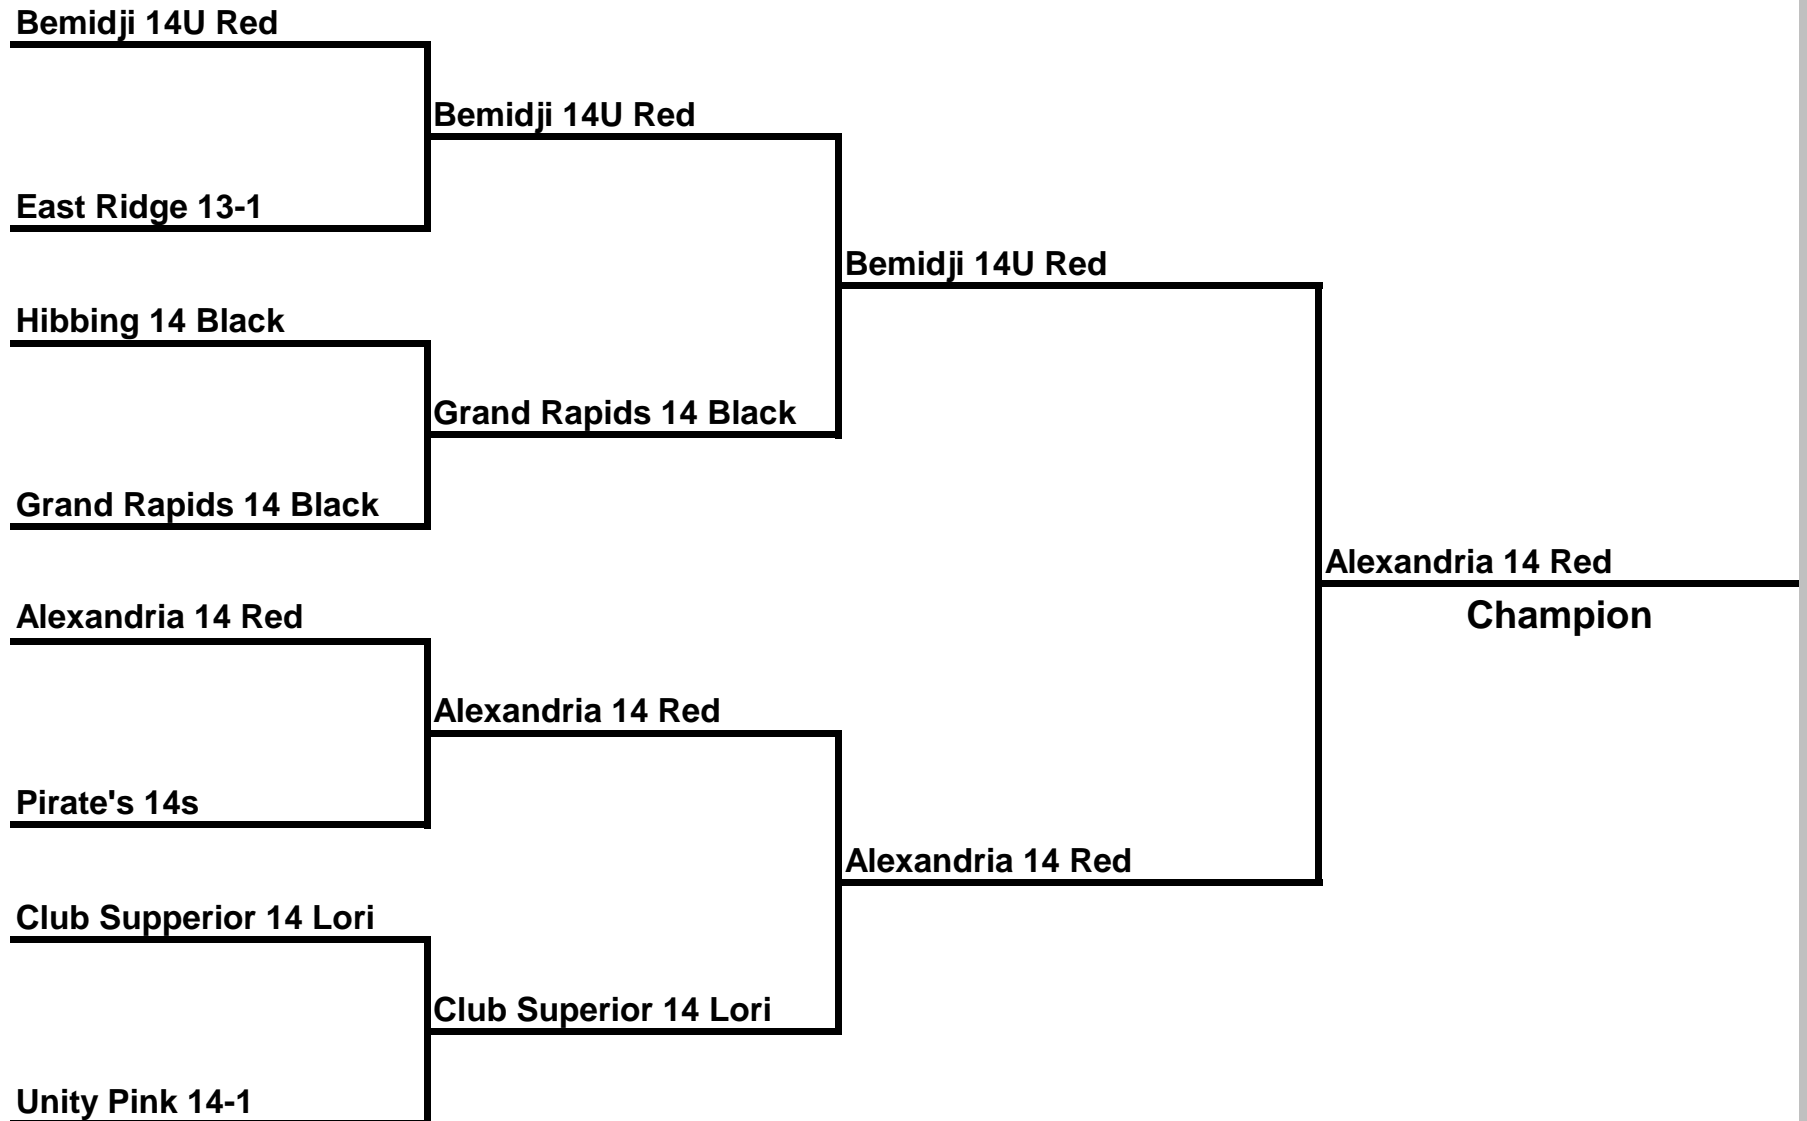 Bemidji 14U Red
Bemidji 14U Red
East Ridge 13-1
Bemidji 14U Red
Hibbing 14 Black
Grand Rapids 14 Black
Grand Rapids 14 Black
Alexandria 14 Red
Champion
Alexandria 14 Red
Alexandria 14 Red
Pirate's 14s
Alexandria 14 Red
Club Supperior 14 Lori
Club Superior 14 Lori
Unity Pink 14-1